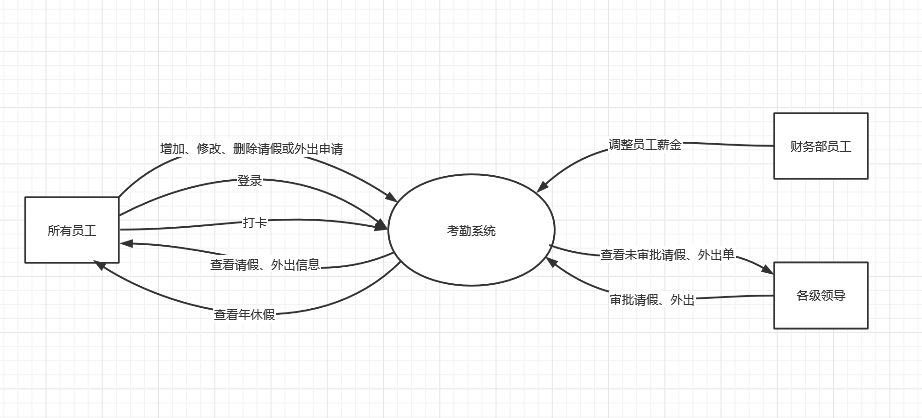 增加、修改、删除请假或外出申请
登录
打卡
所有员工
查看请假、外出信息
查看年休假
考勤系统
调整员工薪金
财务部员工
查看未审批请假、外出单
审批请假、外出
各级领导